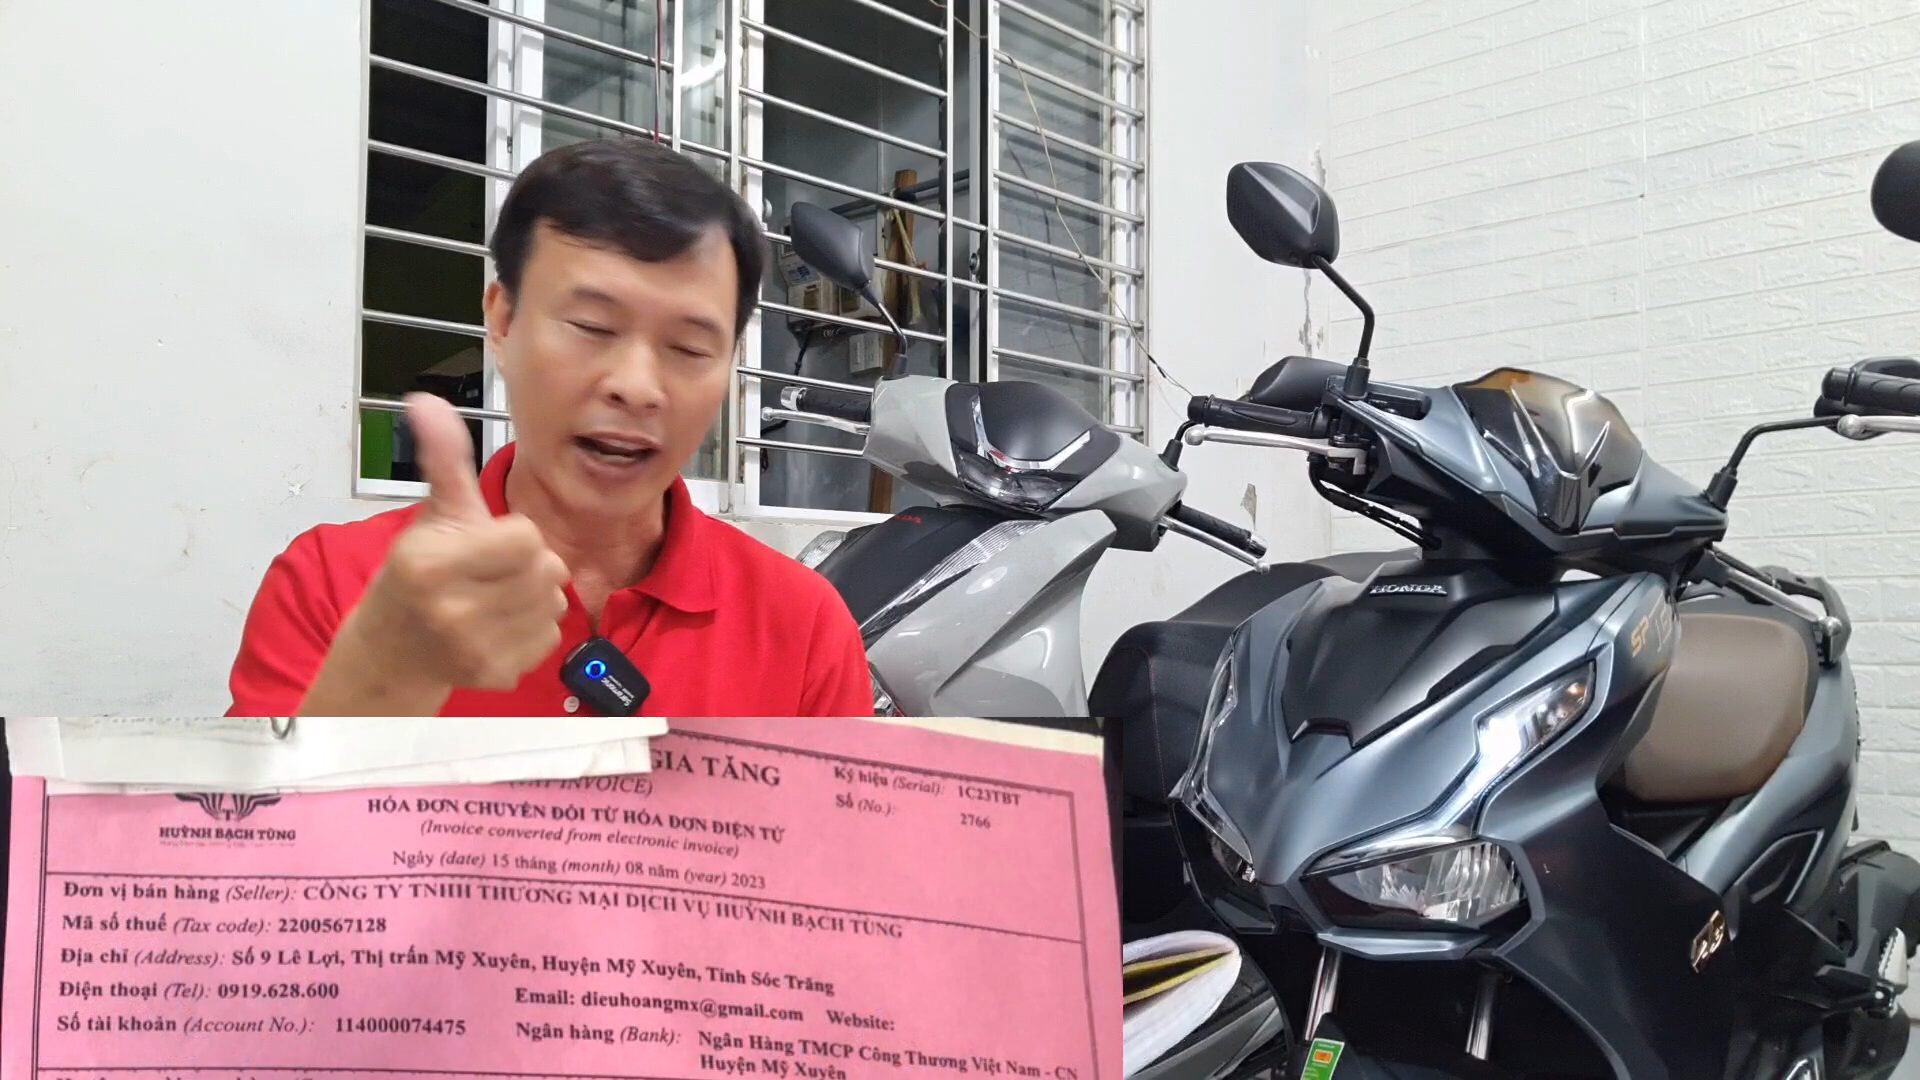 HONDA
SP
Saramonic
GIA TĂNG
INVOICE)
Ký hiệu (Serial): 1C23TBT
Số (No.): 2766
HUỲNH BẠCH TÙNG
HÓA ĐƠN CHUYỂN ĐỔI TỪ HÓA ĐƠN ĐIỆN TỬ
(Invoice converted from electronic invoice)
Ngày (date) 15 tháng (month) 08 năm (year) 2023
Đơn vị bán hàng (Seller): CÔNG TY TNHH THƯƠNG MẠI DỊCH VỤ HUỲNH BẠCH TÙNG
Mã số thuế (Tax code): 2200567128
Địa chỉ (Address): Số 9 Lê Lợi, Thị trấn Mỹ Xuyên, Huyện Mỹ Xuyên, Tỉnh Sóc Trăng
Điện thoại (Tel): 0919.628.600 Email: dieuhoangmx@gmail.com Website:
Số tài khoản (Account No.): 114000074475 Ngân hàng (Bank): Ngân Hàng TMCP Công Thương Việt Nam - CN
Huyện Mỹ Xuyên